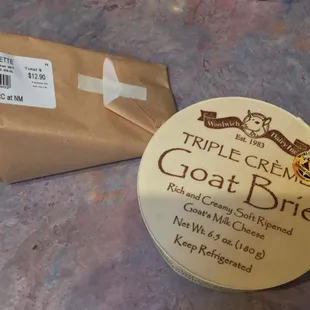 ETTE
Total $
$12.90
C at NM
Woolwich Dairy Inc.
Est. 1983
TRIPLE CRÈME
Goat Brie
Rich and Creamy Soft Ripened
Goat's Milk Cheese
Net Wt. 6.5 oz. (180 g)
Keep Refrigerated